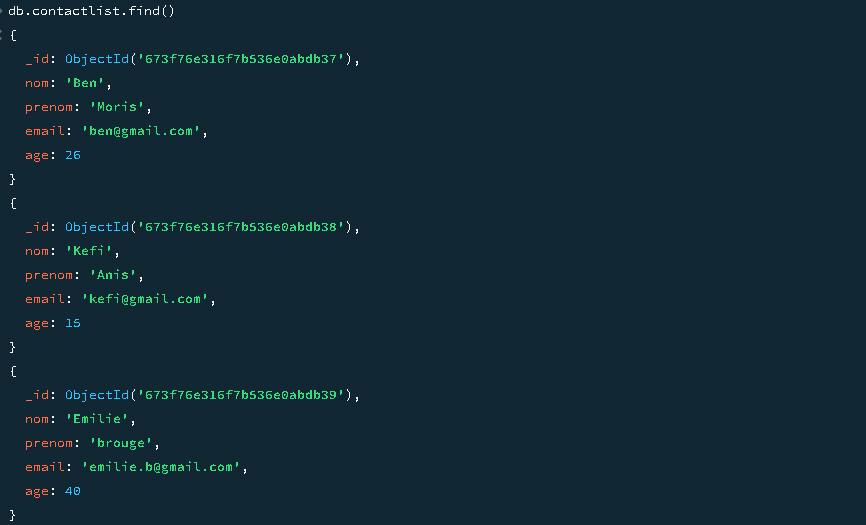 db.contactlist.find()
{
_id: ObjectId('673f76e316f7b536e0abdb37'),
nom: 'Ben',
prenom: 'Moris',
email: 'ben@gmail.com',
age: 26
}
{
_id: ObjectId('673f76e316f7b536e0abdb38'),
nom: 'Kefi',
prenom: 'Anis',
email: 'kefi@gmail.com',
age: 15
}
{
_id: ObjectId('673f76e316f7b536e0abdb39'),
nom: 'Emilie',
prenom: 'brouge',
email: 'emilie.b@gmail.com',
age: 40
}